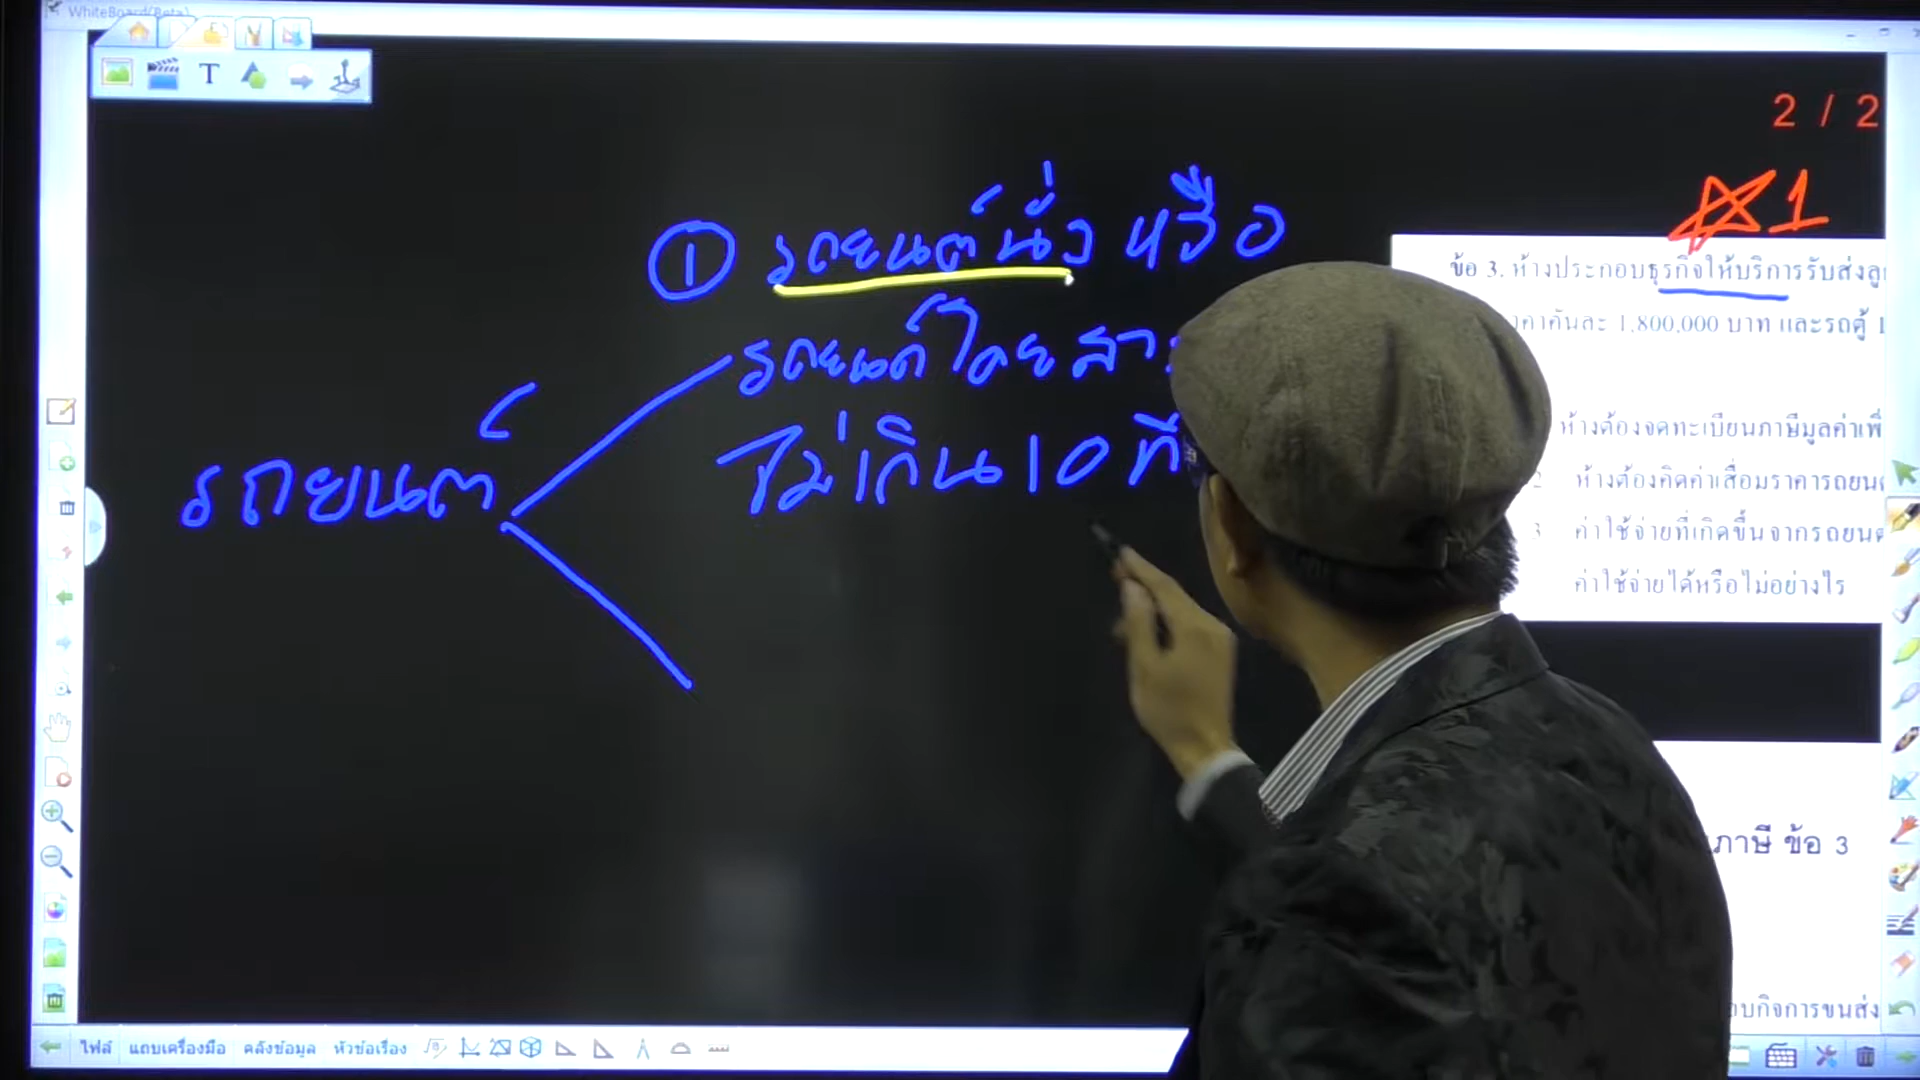 WhiteBoard(Beta)
T
2 / 2
1
① รถยนต์นั่ง หรือ
รถยนต์โดยสาร
ไม่เกิน 10 ที่
รถยนต์
ข้อ 3. ห้างประกอบธุรกิจให้บริการรับส่ง
คันละ 1,800,000 บาท และรถตู้ 1
ห้างต้องจดทะเบียนภาษีมูลค่าเพิ่
2 ห้างต้องคิดค่าเสื่อมราคารถยน
3 ค่าใช้จ่ายที่เกิดขึ้นจากรถยน
ค่าใช้จ่ายได้หรือไม่อย่างไร
ภาษี ข้อ 3
อบกิจการขนส่ง
ไฟล์ แถบเครื่องมือ คลังข้อมูล หัวข้อเรื่อง